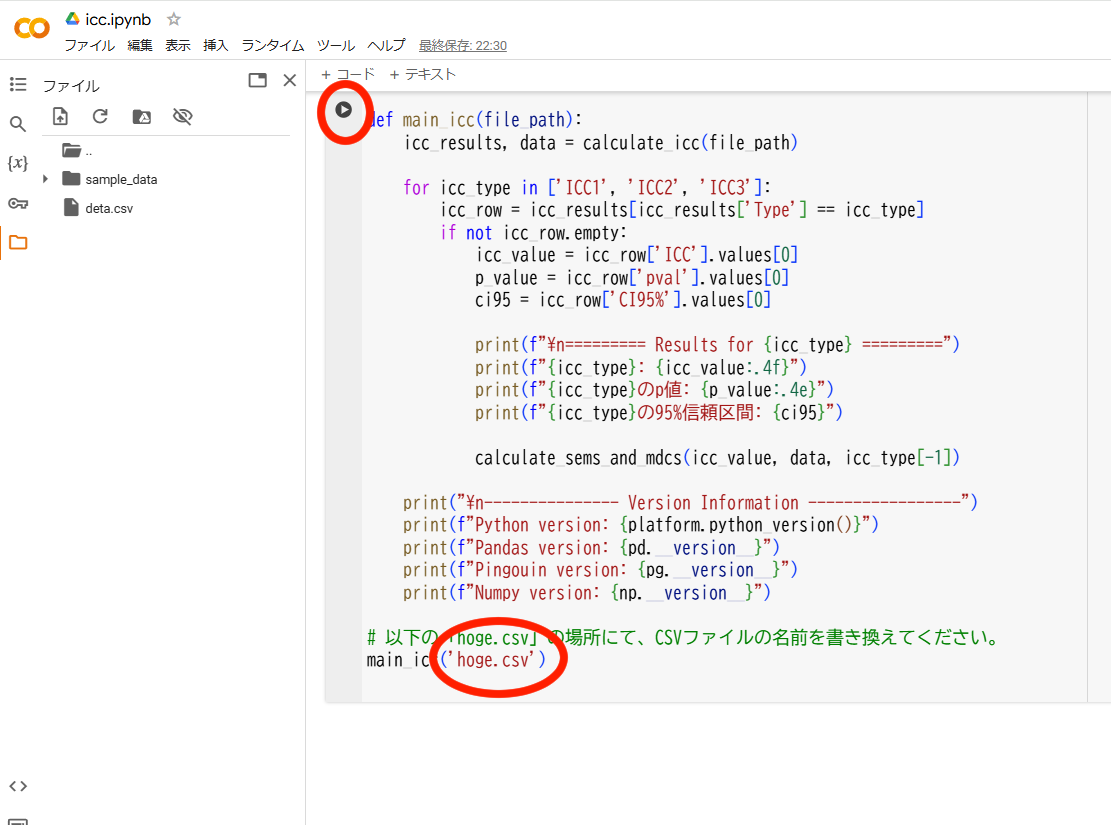 icc.ipynb
ファイル 編集 表示 挿入 ランタイム ツール ヘルプ 最終保存: 22:30
ファイル
+ コード + テキスト
{x}
..
sample_data
deta.csv
def main_icc(file_path):
icc_results, data = calculate_icc(file_path)
for icc_type in ['ICC1', 'ICC2', 'ICC3']:
icc_row = icc_results[icc_results['Type'] == icc_type]
if not icc_row.empty:
icc_value = icc_row['ICC'].values[0]
p_value = icc_row['pval'].values[0]
ci95 = icc_row['CI95%'].values[0]
print(f"¥n========= Results for {icc_type} =========")
print(f"{icc_type}: {icc_value:.4f}")
print(f"{icc_type}のp値: {p_value:.4e}")
print(f"{icc_type}の95%信頼区間: {ci95}")
calculate_sems_and_mdcs(icc_value, data, icc_type[-1])
print("¥n--------------- Version Information -----------------")
print(f"Python version: {platform.python_version()}")
print(f"Pandas version: {pd.__version__}")
print(f"Pingouin version: {pg.__version__}")
print(f"Numpy version: {np.__version__}")
# 以下の「hoge.csv」の場所にて、CSVファイルの名前を書き換えてください。
main_icc('hoge.csv')